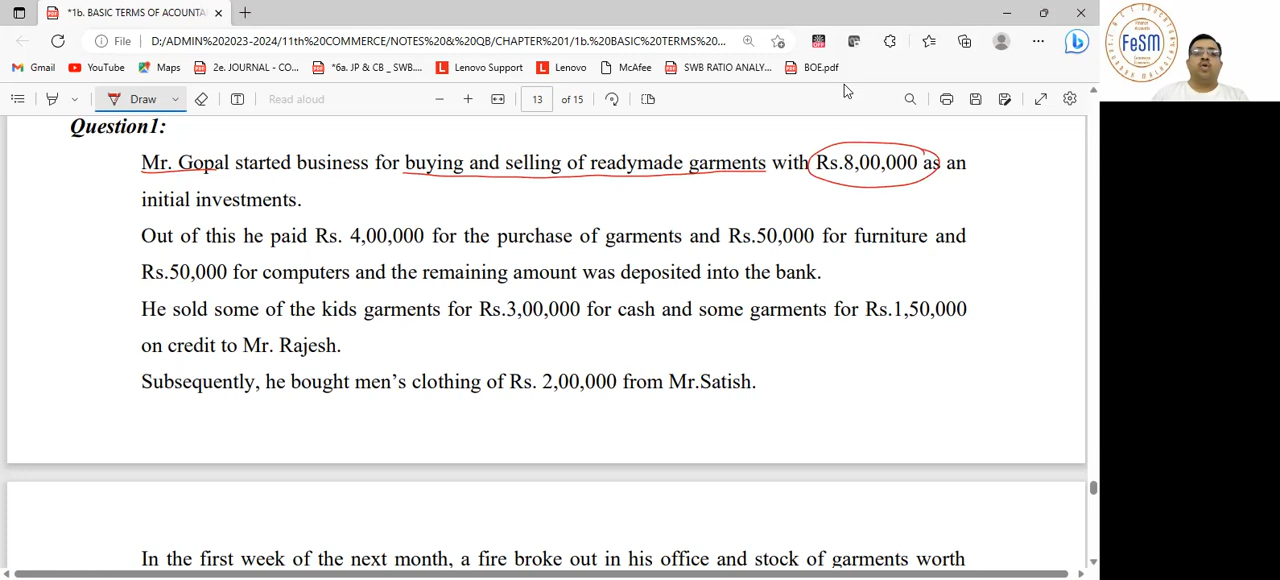 *1b. BASIC TERMS OF ACOUNTA
File
D:/ADMIN%202023-2024/11th%20COMMERCE/NOTES%20&%20QB/CHAPTER%201/1b.%20BASIC%20TERMS%...
Gmail YouTube Maps 2e. JOURNAL - CO... *6a. JP & SCB _ SWB.... Lenovo Support Lenovo McAfee SWB RATIO ANALY... BOE.pdf
Draw Read aloud 13 of 15
Question1:
Mr. Gopal started business for buying and selling of readymade garments with Rs.8,00,000 as an
initial investments.
Out of this he paid Rs. 4,00,000 for the purchase of garments and Rs.50,000 for furniture and
Rs.50,000 for computers and the remaining amount was deposited into the bank.
He sold some of the kids garments for Rs.3,00,000 for cash and some garments for Rs.1,50,000
on credit to Mr. Rajesh.
Subsequently, he bought men’s clothing of Rs. 2,00,000 from Mr.Satish.
In the first week of the next month, a fire broke out in his office and stock of garments worth
OFF
FeSM